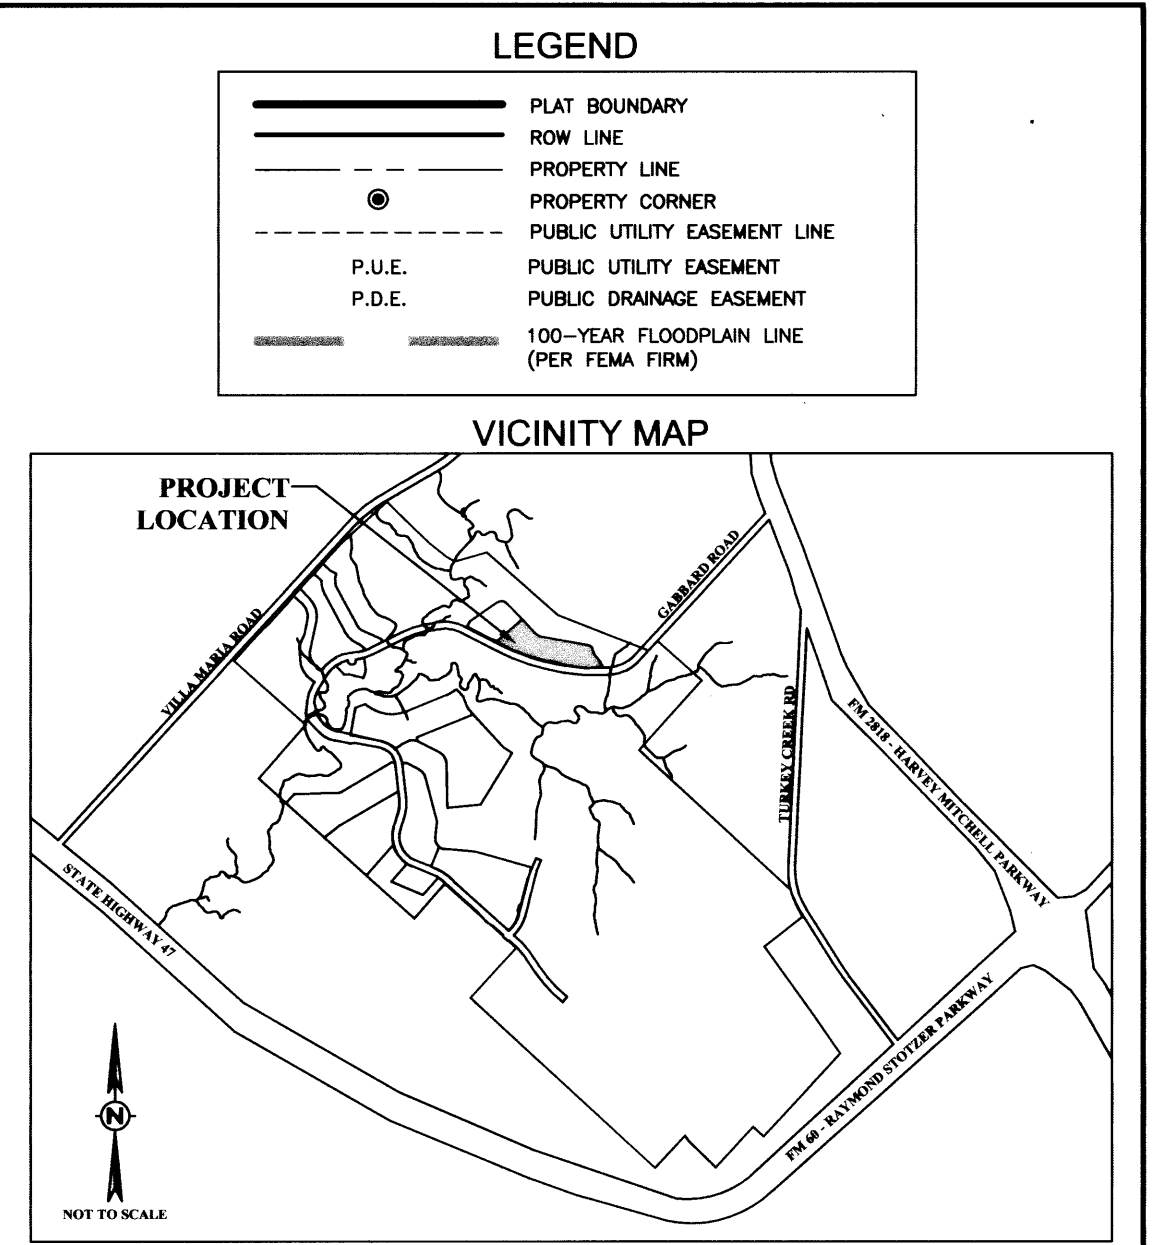 LEGEND
PLAT BOUNDARY
ROW LINE
PROPERTY LINE
PROPERTY CORNER
PUBLIC UTILITY EASEMENT LINE
P.U.E. PUBLIC UTILITY EASEMENT
P.D.E. PUBLIC DRAINAGE EASEMENT
100-YEAR FLOODPLAIN LINE
(PER FEMA FIRM)
VICINITY MAP
PROJECT
LOCATION
GABBARD ROAD
VILLA MARIA ROAD
TURKEY CREEK RD
FM 2818 - HARVEY MITCHELL PARKWAY
STATE HIGHWAY 47
FM 60 - RAYMOND STOTZER PARKWAY
N
NOT TO SCALE